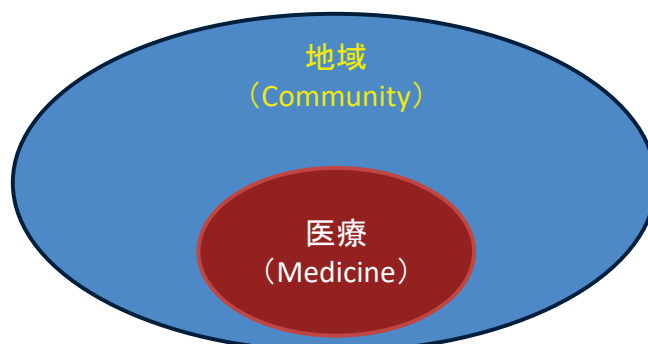 地域
（Community）
医療
（Medicine）